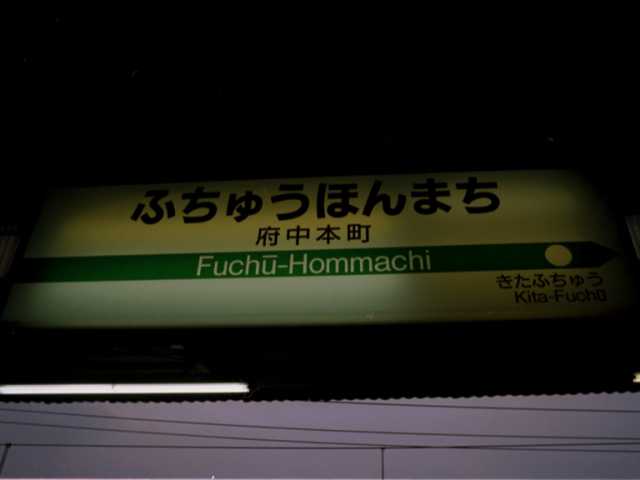 ふちゅうほんまち
府中本町
Fuchū-Hommachi
きたふちゅう
Kita-Fuchū